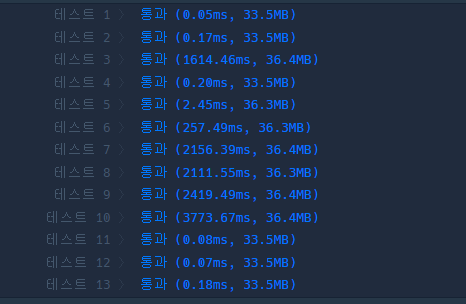 테스트 1 〉 통과 (0.05ms, 33.5MB)
테스트 2 〉 통과 (0.17ms, 33.5MB)
테스트 3 〉 통과 (1614.46ms, 36.4MB)
테스트 4 〉 통과 (0.20ms, 33.5MB)
테스트 5 〉 통과 (2.45ms, 36.3MB)
테스트 6 〉 통과 (257.49ms, 36.3MB)
테스트 7 〉 통과 (2156.39ms, 36.4MB)
테스트 8 〉 통과 (2111.55ms, 36.3MB)
테스트 9 〉 통과 (2419.49ms, 36.4MB)
테스트 10 〉 통과 (3773.67ms, 36.4MB)
테스트 11 〉 통과 (0.08ms, 33.5MB)
테스트 12 〉 통과 (0.07ms, 33.5MB)
테스트 13 〉 통과 (0.18ms, 33.5MB)